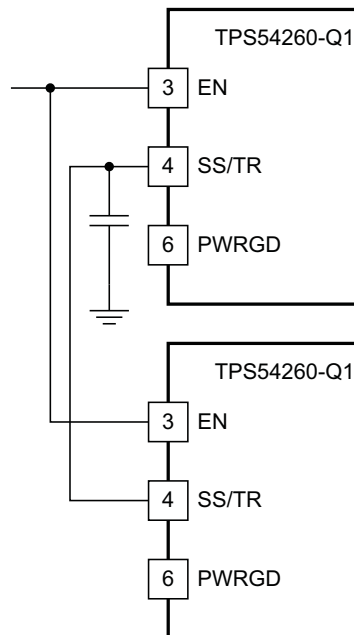 TPS54260-Q1
3 EN
4 SS/TR
6 PWRGD
TPS54260-Q1
3 EN
4 SS/TR
6 PWRGD